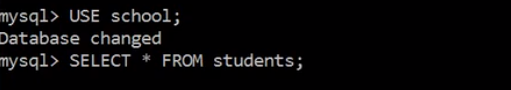 mysql> USE school;
Database changed
mysql> SELECT * FROM students;